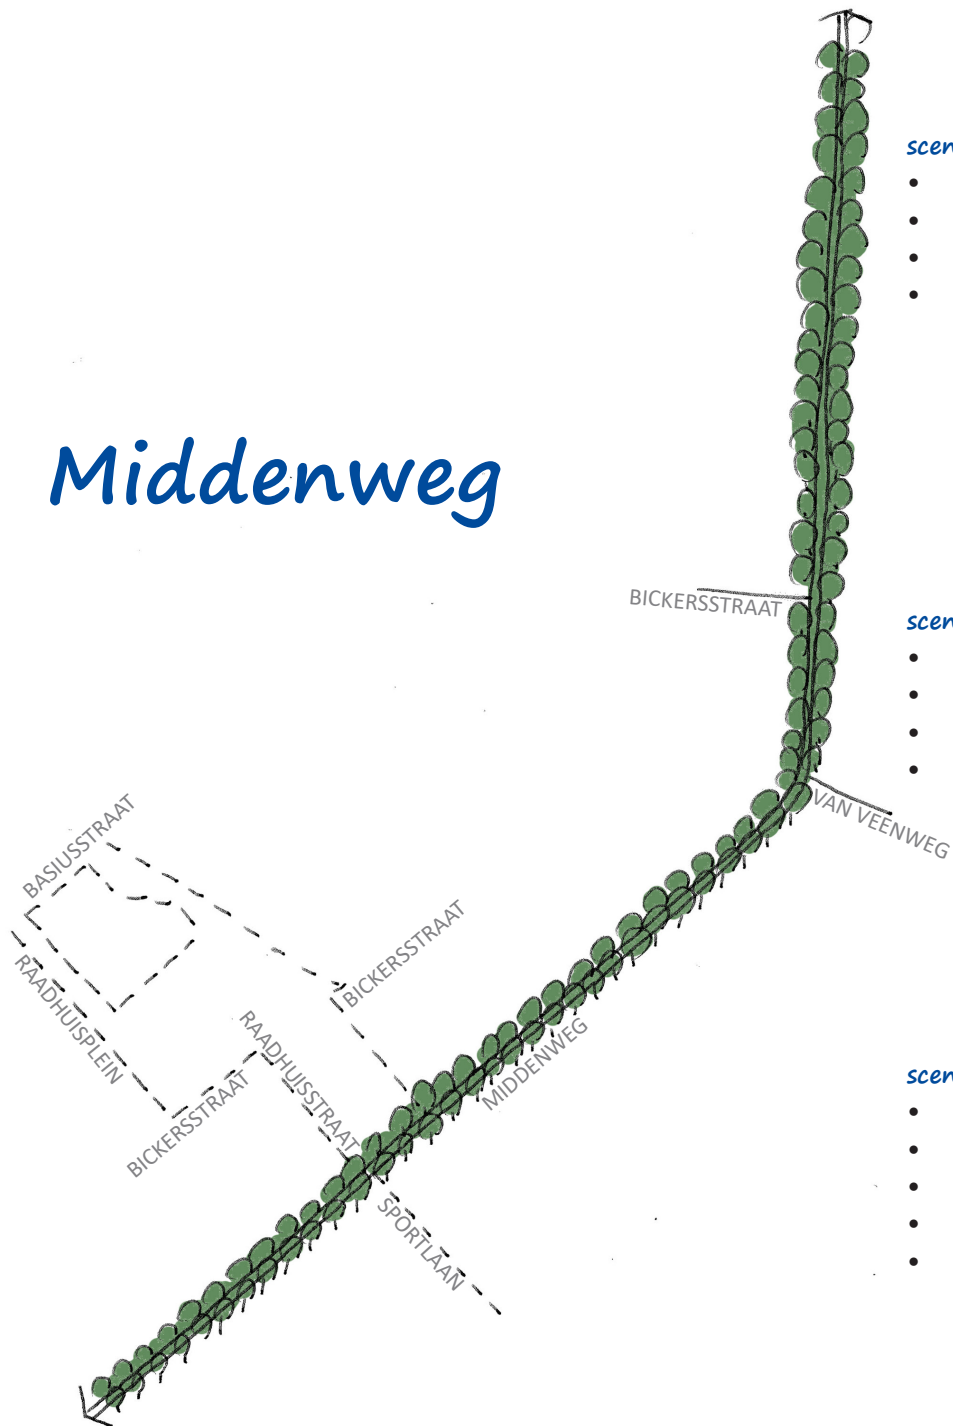 scen
•
•
•
•
Middenweg
BICKERSSTRAAT
scen
•
•
•
•
VAN VEENWEG
BASIUSSTRAAT
BICKERSSTRAAT
RAADHUISPLEIN
RAADHUISSTRAAT
MIDDENWEG
BICKERSSTRAAT
scen
•
•
•
•
•
SPORTLAAN